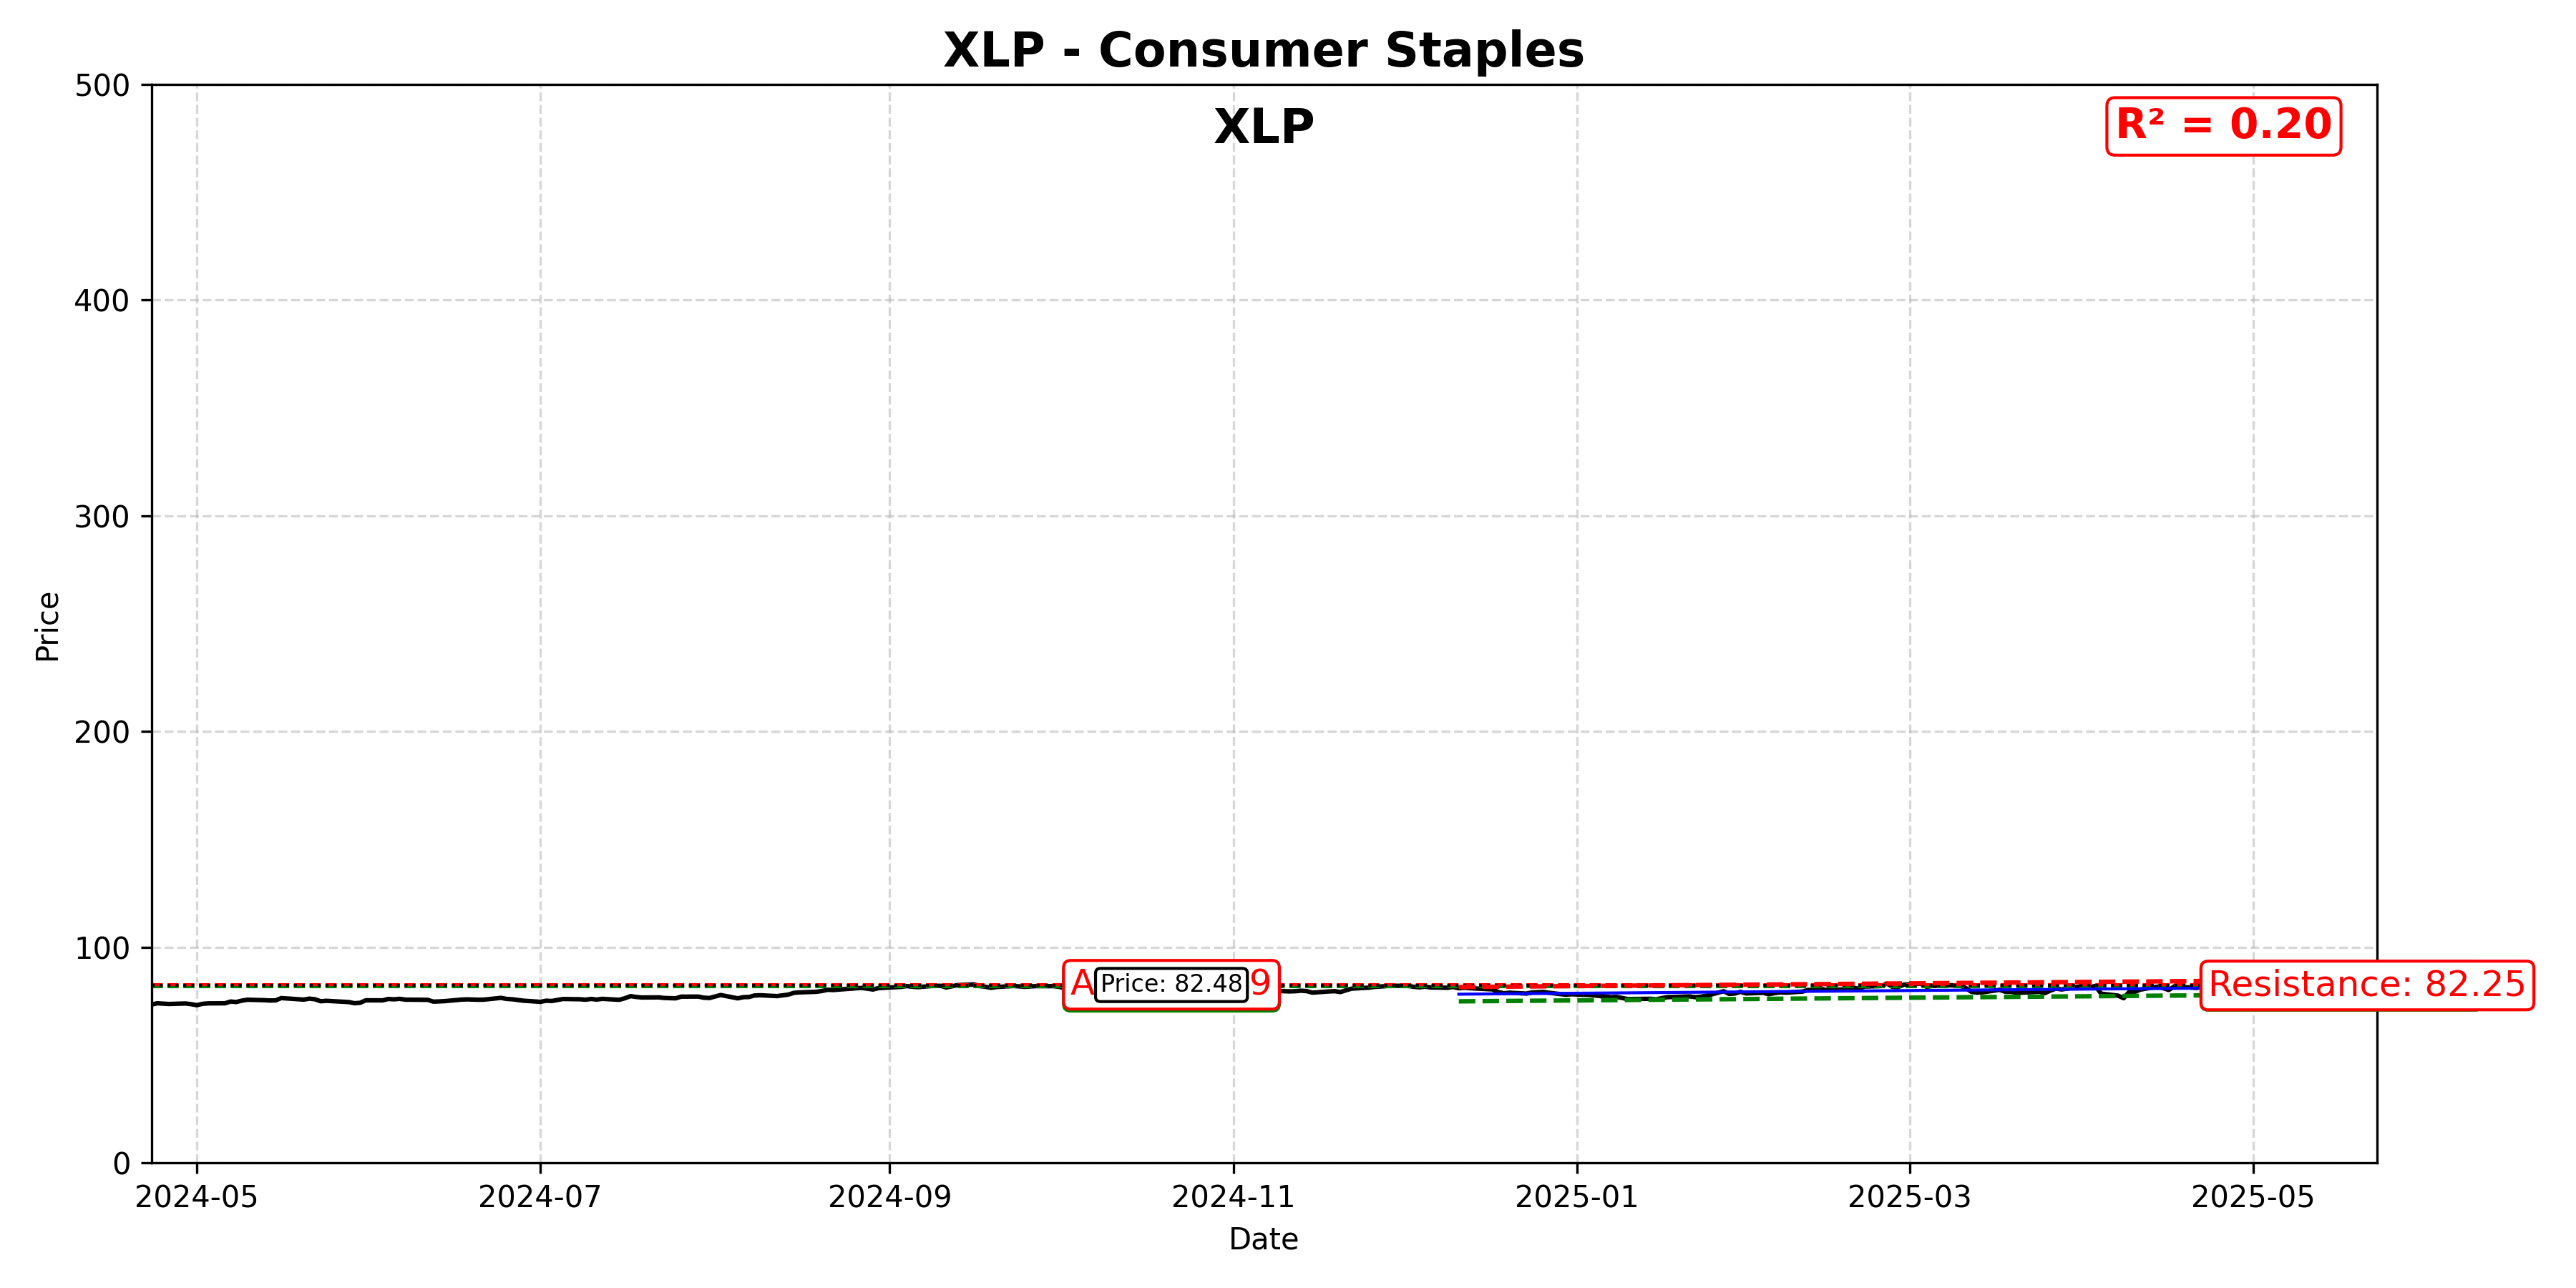 XLP - Consumer Staples
XLP
R² = 0.20
500
400
300
200
100
0
Price
Price: 82.48
Resistance: 82.25
2024-05
2024-07
2024-09
2024-11
2025-01
2025-03
2025-05
Date